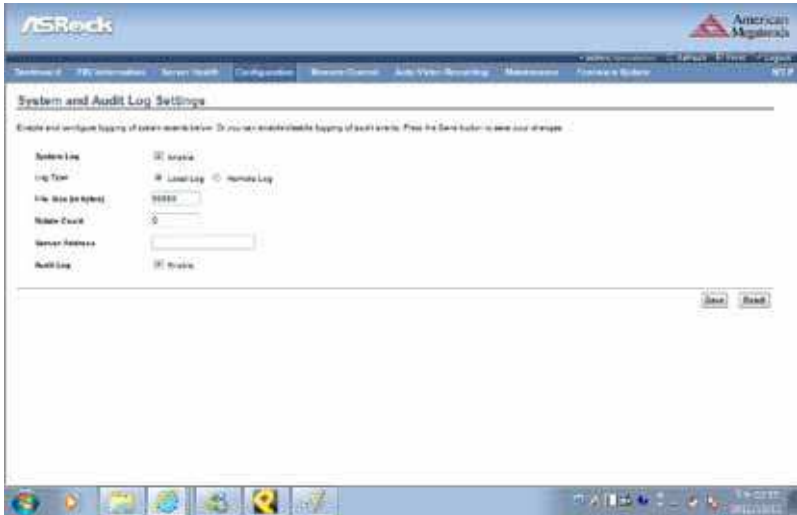 ASRock
American
Megatrends
Refresh Print Logout
Dashboard FRU Information Server Health Configuration Remote Control Auto Video Recording Maintenance Firmware Update
HELP
System and Audit Log Settings
Enable and configure logging of system events below. Or you can enable/disable logging of audit events. Press the Save button to save your changes.
System Log Enable
Log Type Local Log Remote Log
File Size (in bytes)
Rotate Count 0
Server Address
Audit Log Enable
Save Reset